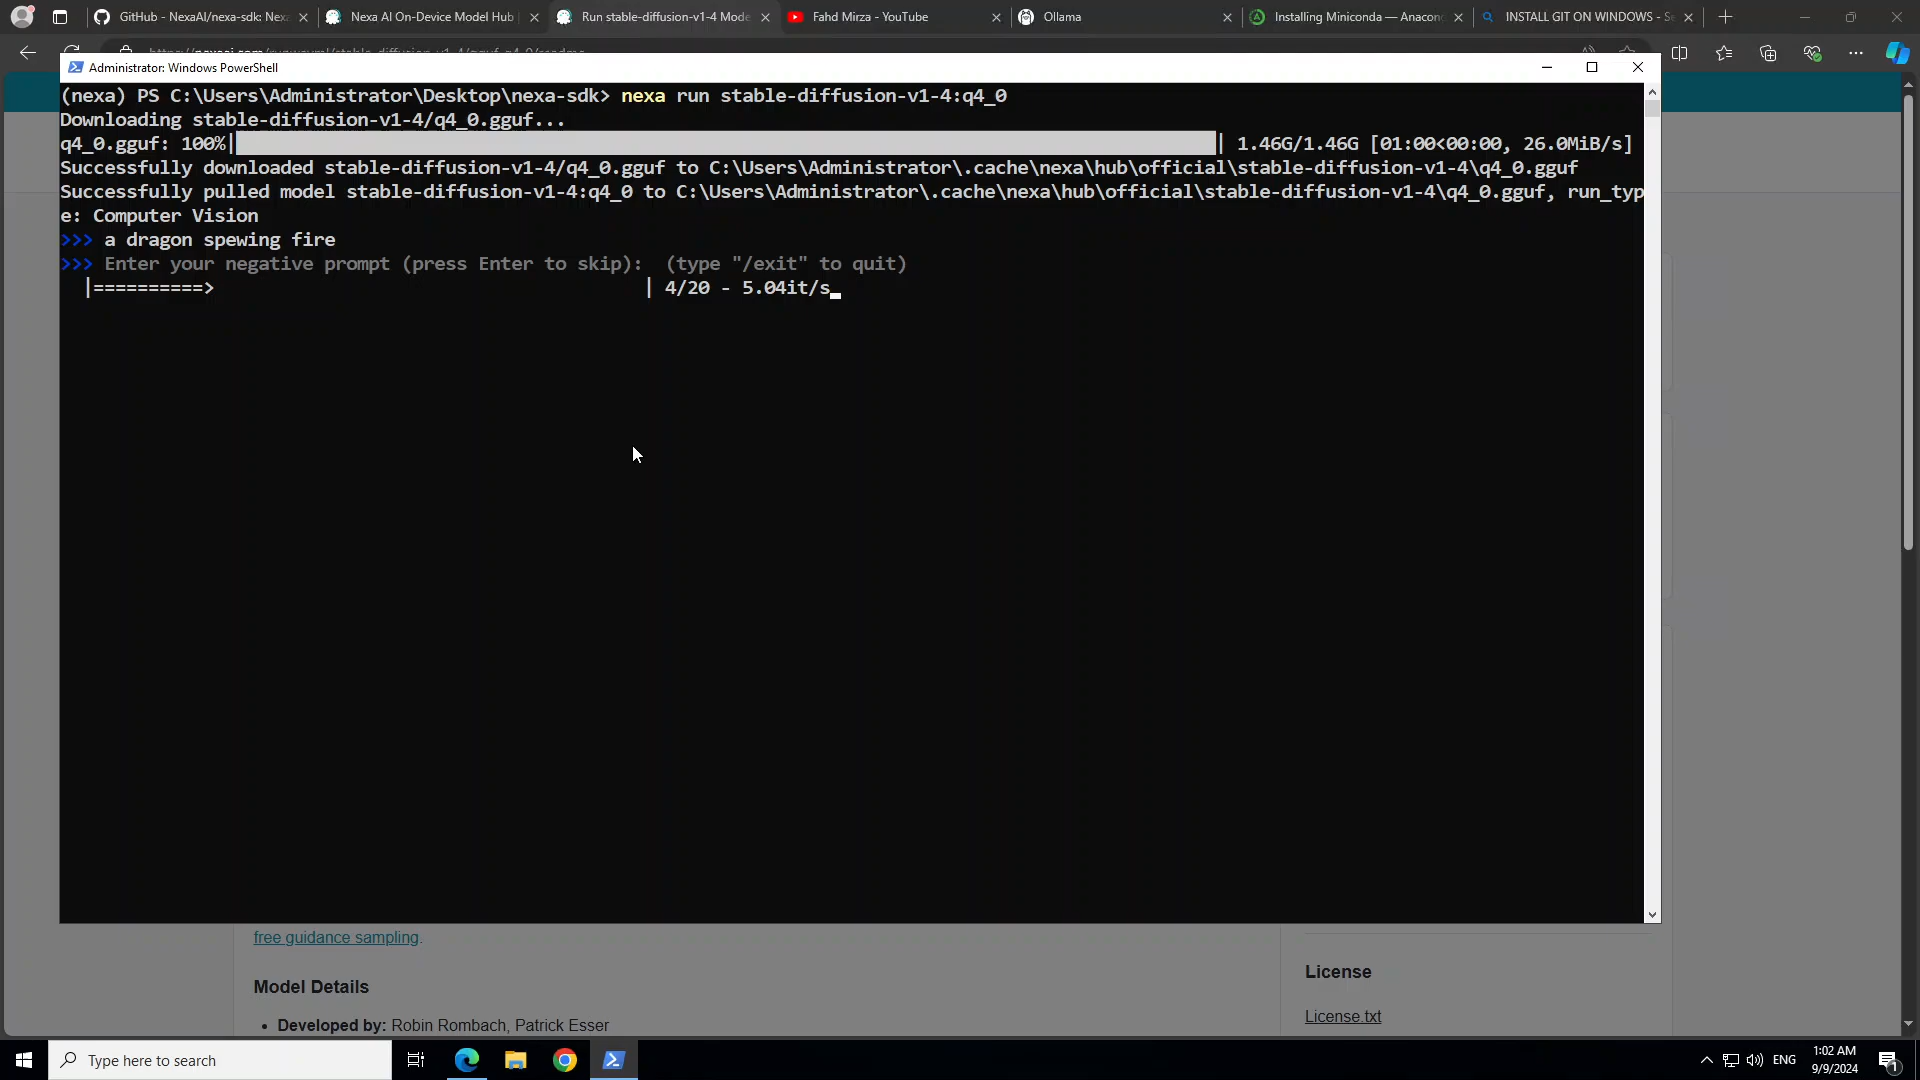 GitHub - NexaAI/nexa-sdk: Nexa
Nexa AI On-Device Model Hub
Run stable-diffusion-v1-4 Mode
Fahd Mirza - YouTube
Ollama
Installing Miniconda — Anacon
INSTALL GIT ON WINDOWS - Se
Administrator: Windows PowerShell
(nexa) PS C:\Users\Administrator\Desktop\nexa-sdk> nexa run stable-diffusion-v1-4:q4_0
Downloading stable-diffusion-v1-4/q4_0.gguf...
q4_0.gguf: 100%| | 1.46G/1.46G [01:00<00:00, 26.0MiB/s]
Successfully downloaded stable-diffusion-v1-4/q4_0.gguf to C:\Users\Administrator\.cache\nexa\hub\official\stable-diffusion-v1-4\q4_0.gguf
Successfully pulled model stable-diffusion-v1-4:q4_0 to C:\Users\Administrator\.cache\nexa\hub\official\stable-diffusion-v1-4\q4_0.gguf, run_typ
e: Computer Vision
>>> a dragon spewing fire
>>> Enter your negative prompt (press Enter to skip):  (type "/exit" to quit)
|==========> | 4/20 - 5.04it/s
free guidance sampling.
Model Details
• Developed by: Robin Rombach, Patrick Esser
License
License.txt
Type here to search
ENG
1:02 AM
9/9/2024
1